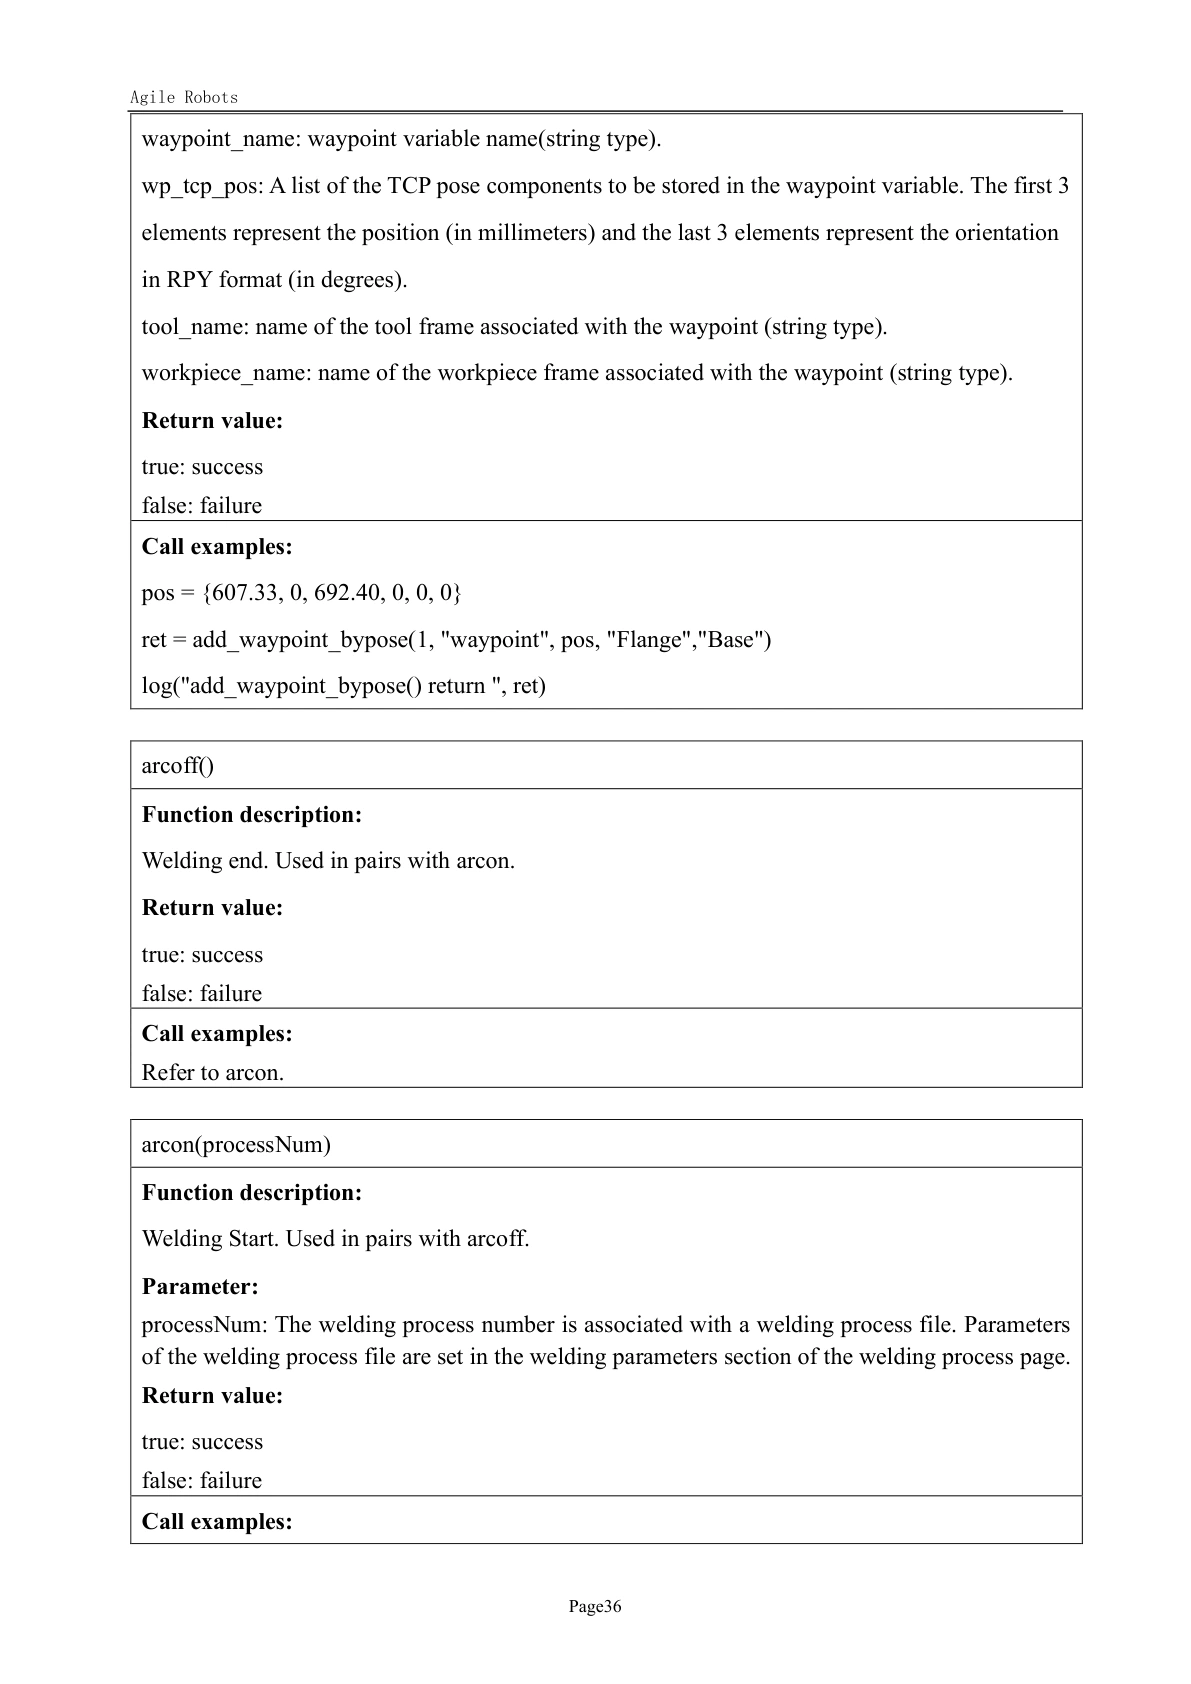 Agile Robots
waypoint_name: waypoint variable name(string type).
wp_tcp_pos: A list of the TCP pose components to be stored in the waypoint variable. The first 3
elements represent the position (in millimeters) and the last 3 elements represent the orientation
in RPY format (in degrees).
tool_name: name of the tool frame associated with the waypoint (string type).
workpiece_name: name of the workpiece frame associated with the waypoint (string type).
Return value:
true: success
false: failure
Call examples:
pos = {607.33, 0, 692.40, 0, 0, 0}
ret = add_waypoint_bypose(1, "waypoint", pos, "Flange","Base")
log("add_waypoint_bypose() return ", ret)
arcoff()
Function description:
Welding end. Used in pairs with arcon.
Return value:
true: success
false: failure
Call examples:
Refer to arcon.
arcon(processNum)
Function description:
Welding Start. Used in pairs with arcoff.
Parameter:
processNum: The welding process number is associated with a welding process file. Parameters
of the welding process file are set in the welding parameters section of the welding process page.
Return value:
true: success
false: failure
Call examples:
Page36